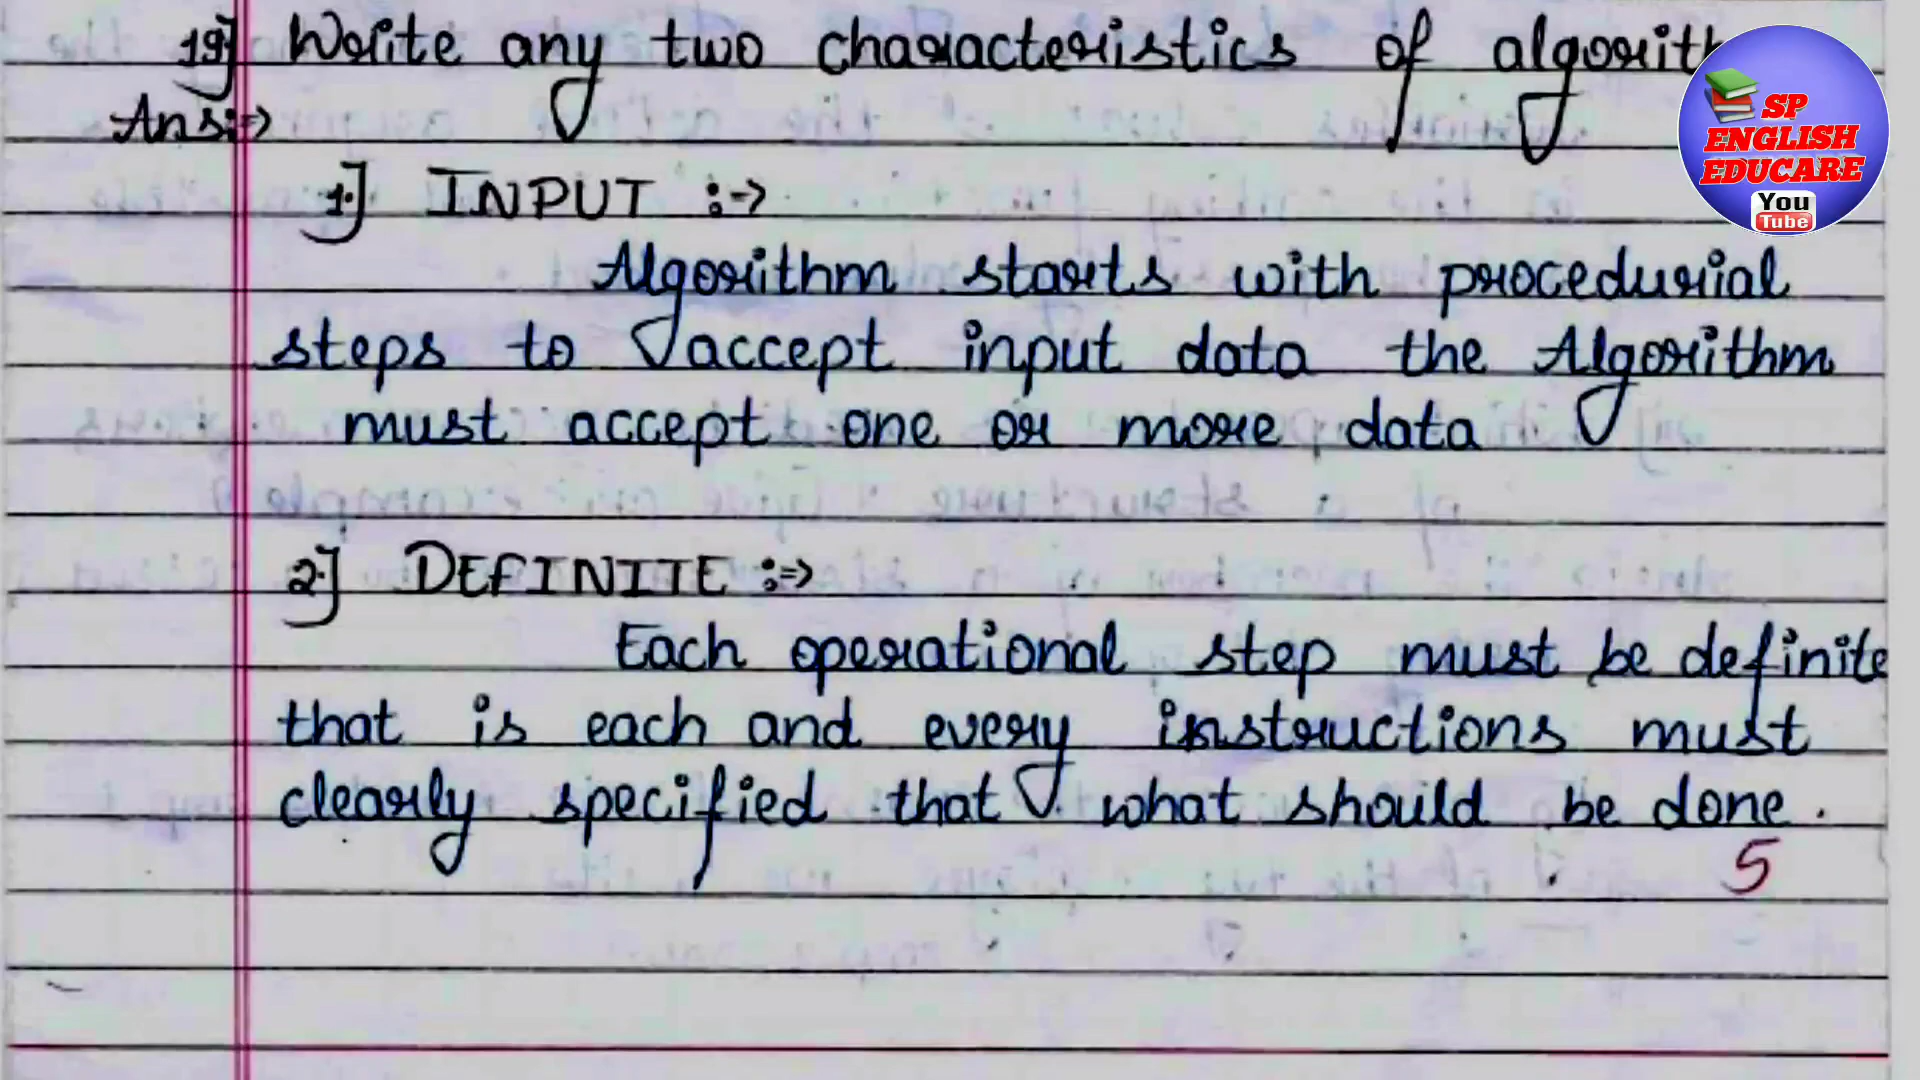 19] Write any two characteristics of algorith
Ans:->
1.] INPUT :->
Algorithm starts with procedurial
steps to accept input data the Algorithm
must accept one or more data
2.] DEFINITE :=>
Each operational step must be definite
that is each and every instructions must
clearly specified that what should be done.
5
SP
ENGLISH
EDUCARE
You
Tube